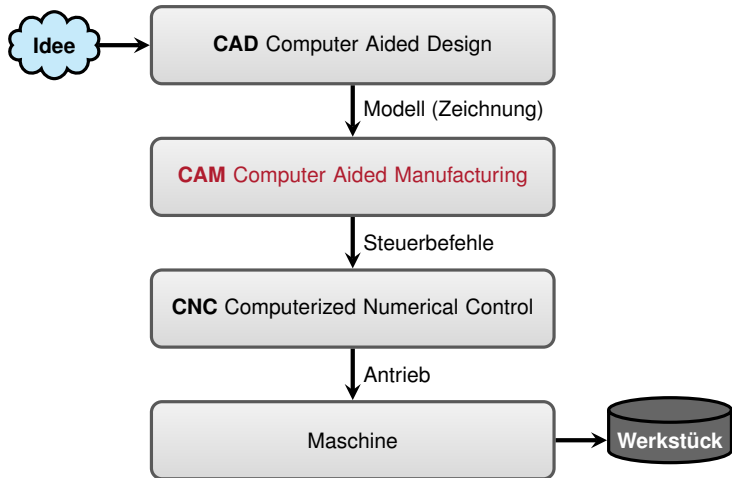 Idee
CAD Computer Aided Design
Modell (Zeichnung)
CAM Computer Aided Manufacturing
Steuerbefehle
CNC Computerized Numerical Control
Antrieb
Maschine
Werkstück